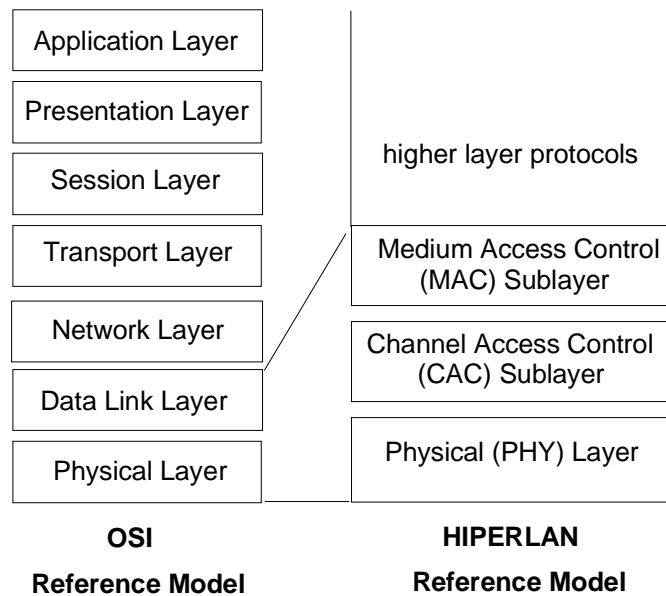 Application Layer
Presentation Layer
Session Layer
Transport Layer
Network Layer
Data Link Layer
Physical Layer
OSI
Reference Model
higher layer protocols
Medium Access Control
(MAC) Sublayer
Channel Access Control
(CAC) Sublayer
Physical (PHY) Layer
HIPERLAN
Reference Model